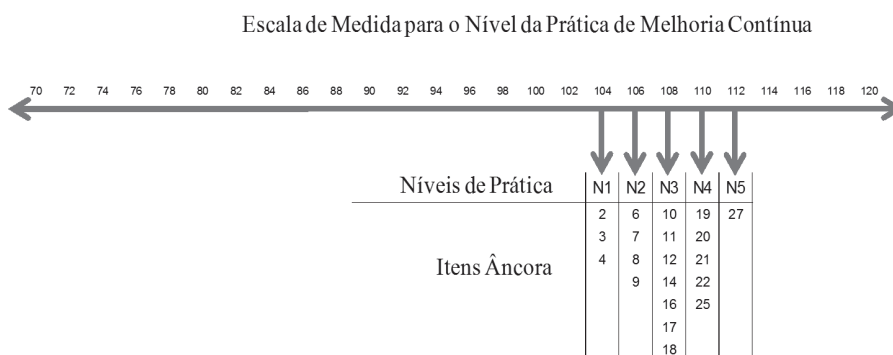 Escala de Medida para o Nível da Prática de Melhoria Contínua
70 72 74 76 78 80 82 84 86 88 90 92 94 96 98 100 102 104 106 108 110 112 114 116 118 120
Níveis de Prática N1 N2 N3 N4 N5
2 6 10 19 27
3 7 11 20
Itens Âncora 4 8 12 21
9 14 22
16 25
17
18